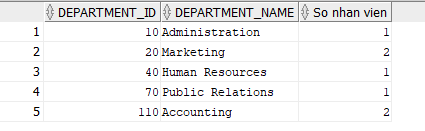 DEPARTMENT_ID DEPARTMENT_NAME So nhan vien
1 10 Administration 1
2 20 Marketing 2
3 40 Human Resources 1
4 70 Public Relations 1
5 110 Accounting 2